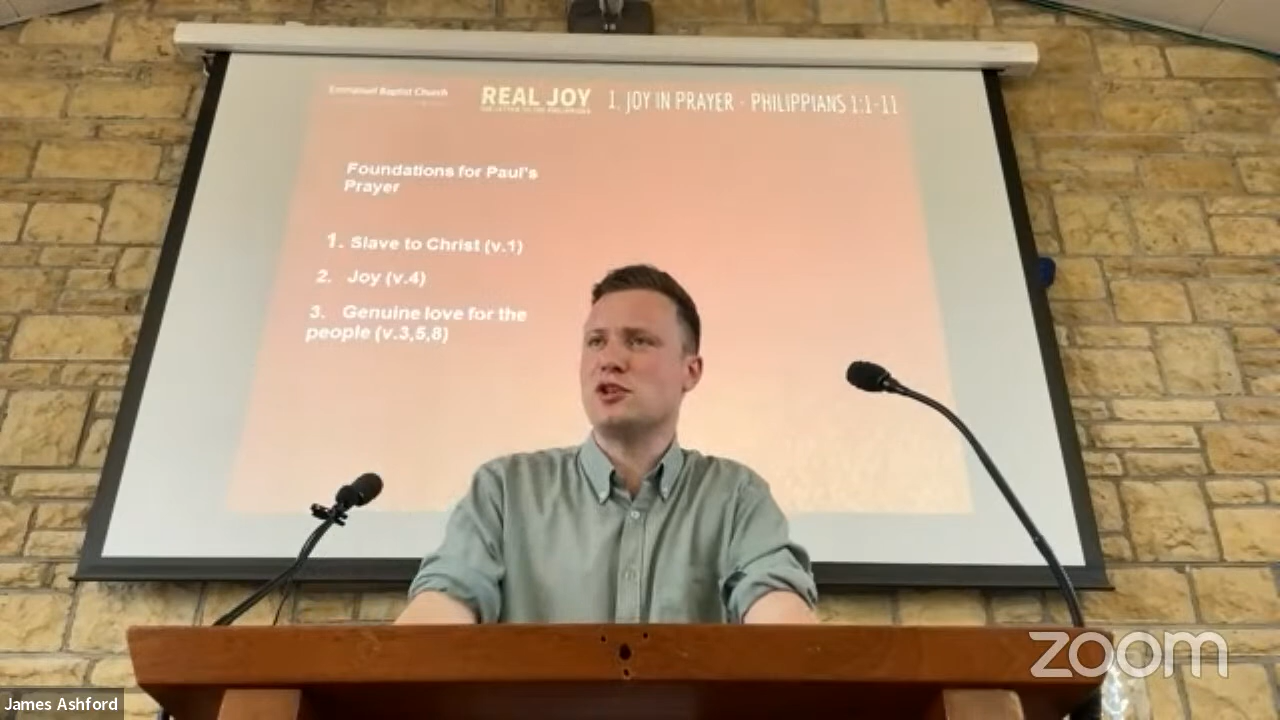 Emmanuel Baptist Church
REAL JOY
1. JOY IN PRAYER - PHILIPPIANS 1:1-11
Foundations for Paul's
Prayer
1. Slave to Christ (v.1)
2. Joy (v.4)
3. Genuine love for the
people (v.3,5,8)
zoom
James Ashford